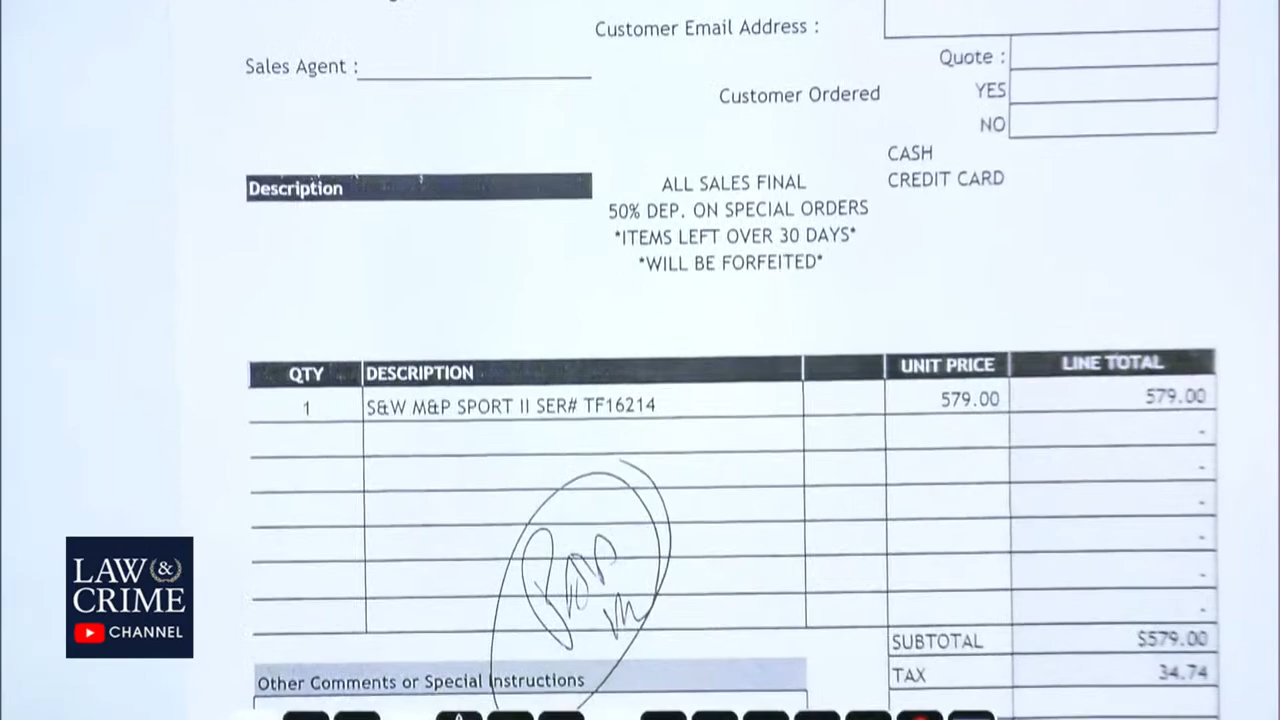 Customer Email Address :
Sales Agent :
Quote :
Customer Ordered YES
NO
CASH
CREDIT CARD
Description
ALL SALES FINAL
50% DEP. ON SPECIAL ORDERS
*ITEMS LEFT OVER 30 DAYS*
*WILL BE FORFEITED*
QTY DESCRIPTION UNIT PRICE LINE TOTAL
1 S&W M&P SPORT II SER# TF16214 579.00 579.00
-
-
-
-
-
-
SUBTOTAL $579.00
TAX 34.74
Other Comments or Special Instructions
LAW &
CRIME
CHANNEL